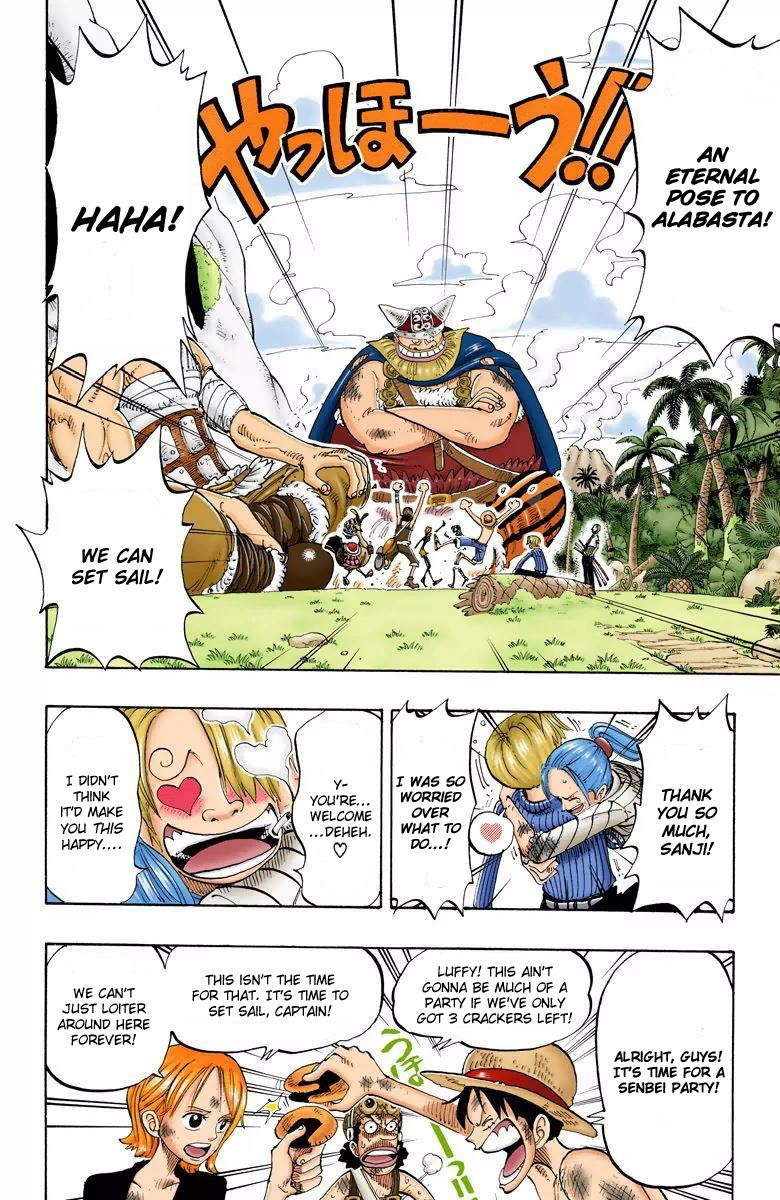 AN
ETERNAL
POSE TO
ALABASTA!
やっほーう!!
HAHA!
WE CAN
SET SAIL!
THANK
YOU SO
MUCH,
SANJI!
I WAS SO
WORRIED
OVER
WHAT TO
DO...!
Y-
YOU'RE...
WELCOME
...DEHEH.
♡
I DIDN'T
THINK
IT'D MAKE
YOU THIS
HAPPY....
ALRIGHT, GUYS!
IT'S TIME FOR A
SENBEI PARTY!
LUFFY! THIS AIN'T
GONNA BE MUCH OF A
PARTY IF WE'VE ONLY
GOT 3 CRACKERS LEFT!
うほーっ!!
THIS ISN'T THE TIME
FOR THAT. IT'S TIME TO
SET SAIL, CAPTAIN!
WE CAN'T
JUST LOITER
AROUND HERE
FOREVER!